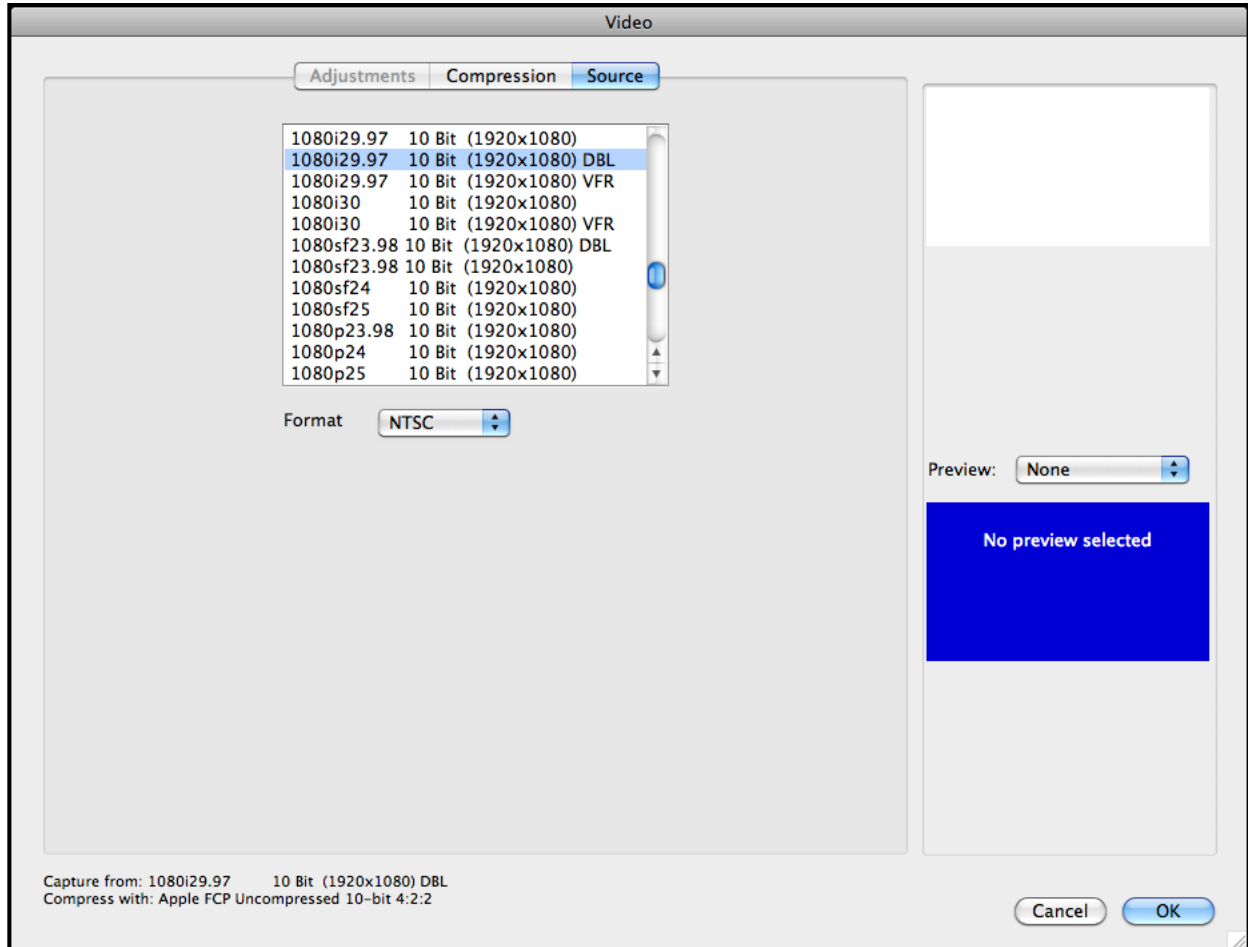 Video
Adjustments Compression Source
1080i29.97 10 Bit (1920x1080)
1080i29.97 10 Bit (1920x1080) DBL
1080i29.97 10 Bit (1920x1080) VFR
1080i30 10 Bit (1920x1080)
1080i30 10 Bit (1920x1080) VFR
1080sf23.98 10 Bit (1920x1080) DBL
1080sf23.98 10 Bit (1920x1080)
1080sf24 10 Bit (1920x1080)
1080sf25 10 Bit (1920x1080)
1080p23.98 10 Bit (1920x1080)
1080p24 10 Bit (1920x1080)
1080p25 10 Bit (1920x1080)
Format NTSC
Preview: None
No preview selected
Capture from: 1080i29.97 10 Bit (1920x1080) DBL
Compress with: Apple FCP Uncompressed 10-bit 4:2:2
Cancel OK